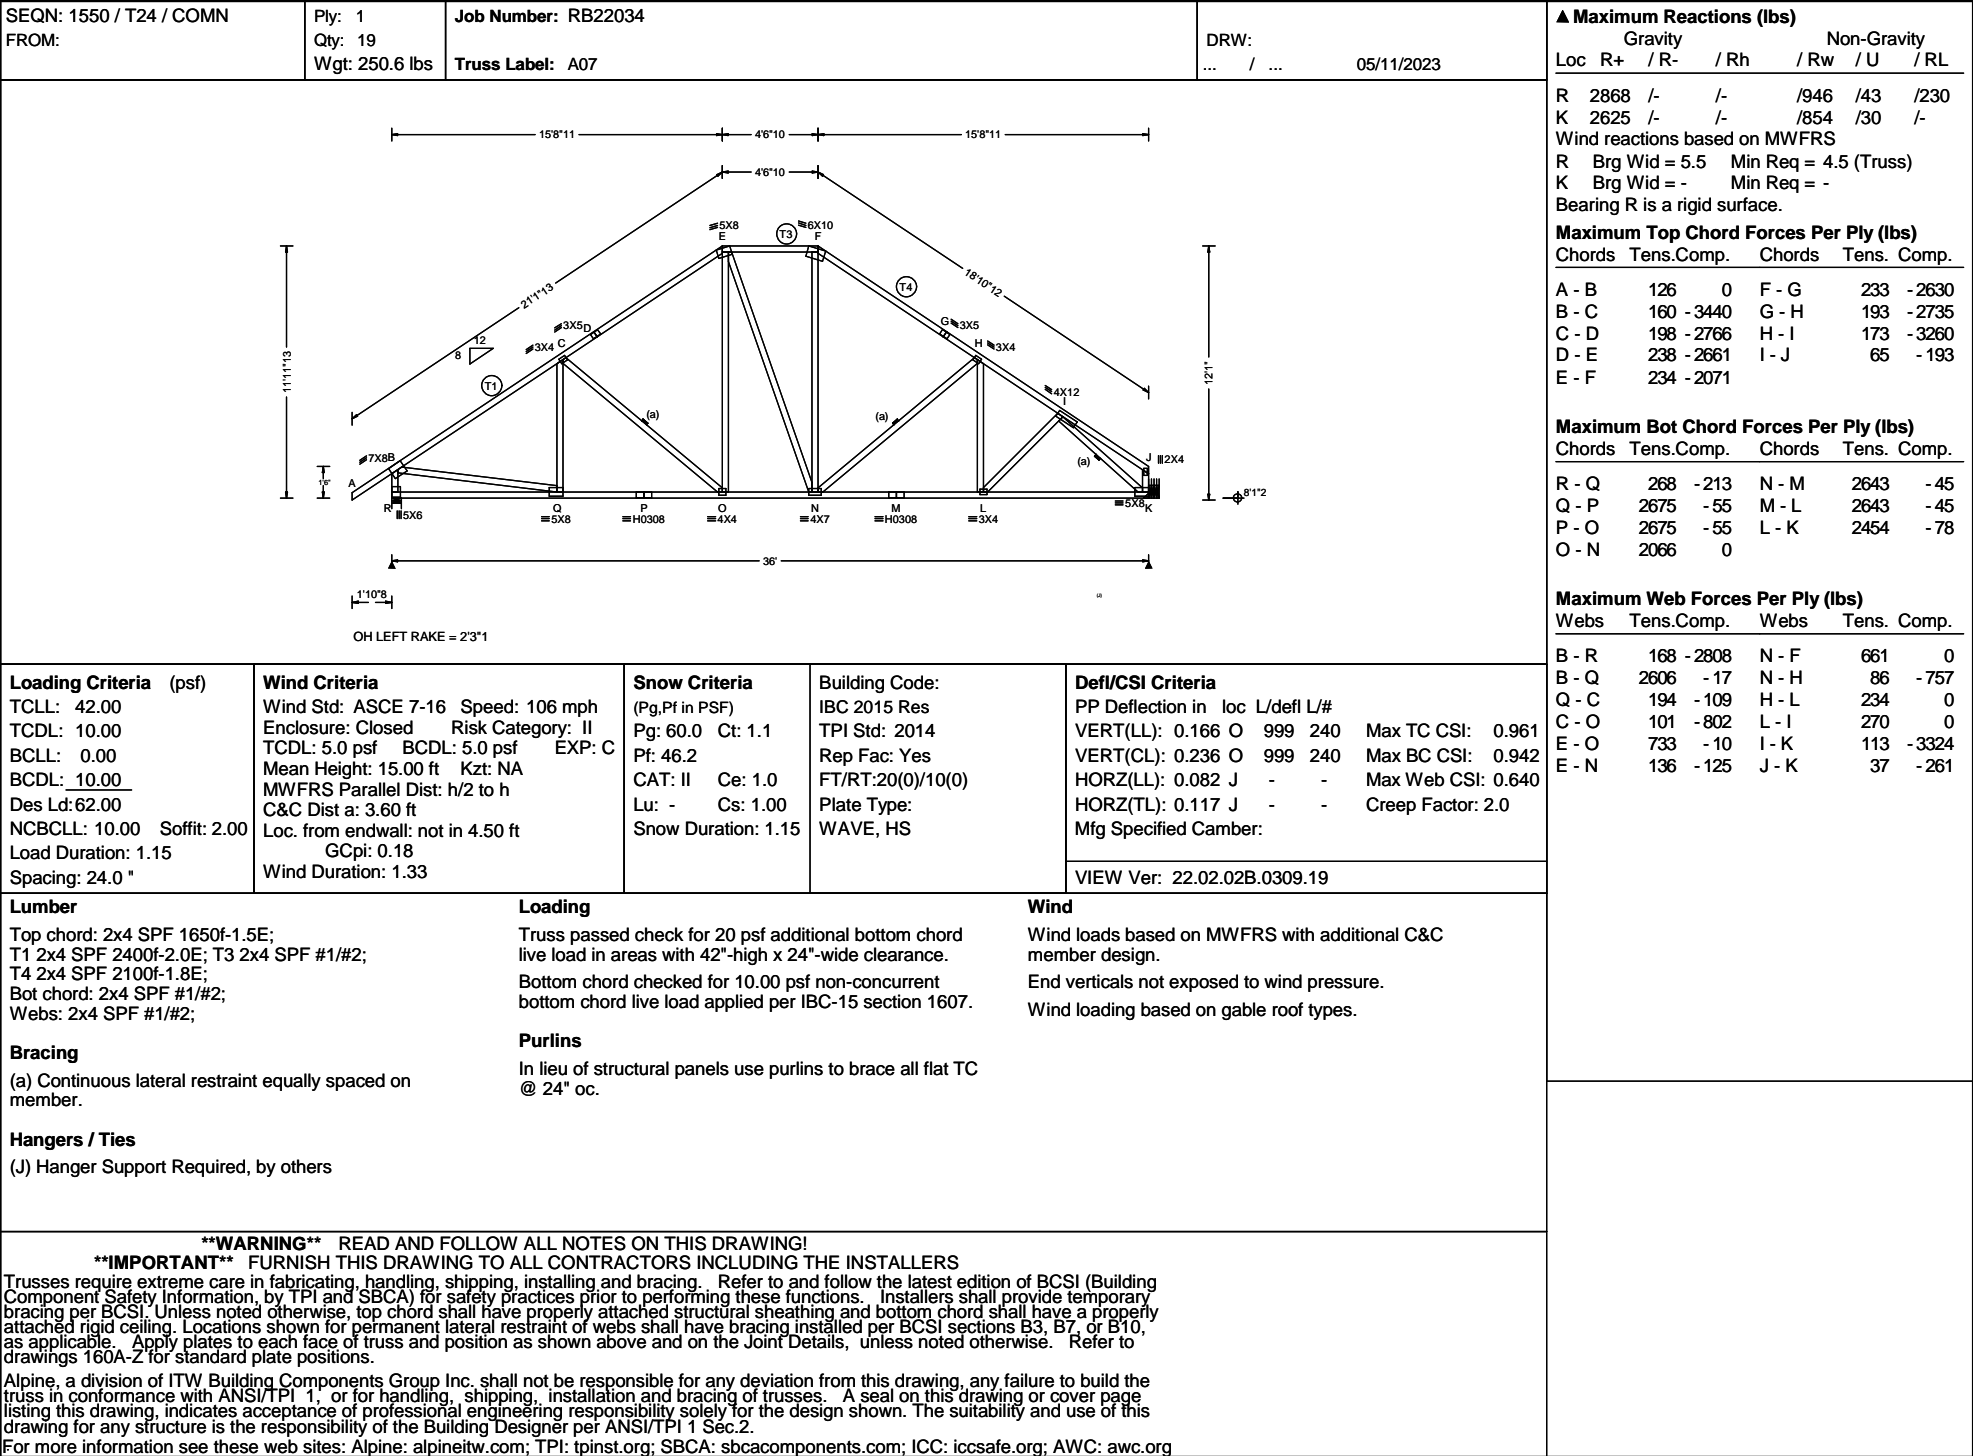 SEQN: 1550 / T24 / COMN
FROM:
Ply: 1
Qty: 19
Wgt: 250.6 lbs
Job Number: RB22034
Truss Label: A07
DRW:
... / ... 05/11/2023
15'8"11 4'6"10 15'8"11
4'6"10
21'1"13
18'10"12
11'11"13
12'1"
1'6"
8'1"2
12
8
T1
T3
T4
≡5X8
E
≡6X10
F
≡3X5 D
≡3X4 C
G ≡3X5
H ≡3X4
≡4X12
I
≡7X8 B
A
J |||2X4
(a)
(a)
(a)
R |||5X6
Q
≡5X8
P
≡H0308
O
≡4X4
N
≡4X7
M
≡H0308
L
≡3X4
≡5X8 K
36'
1'10"8
OH LEFT RAKE = 2'3"1
▲ Maximum Reactions (lbs)
Gravity Non-Gravity
Loc R+ / R- / Rh / Rw / U / RL
R 2868 /- /- /946 /43 /230
K 2625 /- /- /854 /30 /-
Wind reactions based on MWFRS
R Brg Wid = 5.5 Min Req = 4.5 (Truss)
K Brg Wid = - Min Req = -
Bearing R is a rigid surface.
Maximum Top Chord Forces Per Ply (lbs)
Chords Tens.Comp. Chords Tens. Comp.
A - B 126 0 F - G 233 - 2630
B - C 160 - 3440 G - H 193 - 2735
C - D 198 - 2766 H - I 173 - 3260
D - E 238 - 2661 I - J 65 - 193
E - F 234 - 2071
Maximum Bot Chord Forces Per Ply (lbs)
Chords Tens.Comp. Chords Tens. Comp.
R - Q 268 - 213 N - M 2643 - 45
Q - P 2675 - 55 M - L 2643 - 45
P - O 2675 - 55 L - K 2454 - 78
O - N 2066 0
Maximum Web Forces Per Ply (lbs)
Webs Tens.Comp. Webs Tens. Comp.
B - R 168 - 2808 N - F 661 0
B - Q 2606 - 17 N - H 86 - 757
Q - C 194 - 109 H - L 234 0
C - O 101 - 802 L - I 270 0
E - O 733 - 10 I - K 113 - 3324
E - N 136 - 125 J - K 37 - 261
Loading Criteria (psf)
TCLL: 42.00
TCDL: 10.00
BCLL: 0.00
BCDL: 10.00
Des Ld: 62.00
NCBCLL: 10.00 Soffit: 2.00
Load Duration: 1.15
Spacing: 24.0 "
Wind Criteria
Wind Std: ASCE 7-16 Speed: 106 mph
Enclosure: Closed Risk Category: II
TCDL: 5.0 psf BCDL: 5.0 psf EXP: C
Mean Height: 15.00 ft Kzt: NA
MWFRS Parallel Dist: h/2 to h
C&C Dist a: 3.60 ft
Loc. from endwall: not in 4.50 ft
GCpi: 0.18
Wind Duration: 1.33
Snow Criteria
(Pg,Pf in PSF)
Pg: 60.0 Ct: 1.1
Pf: 46.2
CAT: II Ce: 1.0
Lu: - Cs: 1.00
Snow Duration: 1.15
Building Code:
IBC 2015 Res
TPI Std: 2014
Rep Fac: Yes
FT/RT:20(0)/10(0)
Plate Type:
WAVE, HS
Defl/CSI Criteria
PP Deflection in loc L/defl L/#
VERT(LL): 0.166 O 999 240 Max TC CSI: 0.961
VERT(CL): 0.236 O 999 240 Max BC CSI: 0.942
HORZ(LL): 0.082 J - - Max Web CSI: 0.640
HORZ(TL): 0.117 J - - Creep Factor: 2.0
Mfg Specified Camber:
VIEW Ver: 22.02.02B.0309.19
Lumber
Top chord: 2x4 SPF 1650f-1.5E;
T1 2x4 SPF 2400f-2.0E; T3 2x4 SPF #1/#2;
T4 2x4 SPF 2100f-1.8E;
Bot chord: 2x4 SPF #1/#2;
Webs: 2x4 SPF #1/#2;
Bracing
(a) Continuous lateral restraint equally spaced on
member.
Hangers / Ties
(J) Hanger Support Required, by others
Loading
Truss passed check for 20 psf additional bottom chord
live load in areas with 42"-high x 24"-wide clearance.
Bottom chord checked for 10.00 psf non-concurrent
bottom chord live load applied per IBC-15 section 1607.
Purlins
In lieu of structural panels use purlins to brace all flat TC
@ 24" oc.
Wind
Wind loads based on MWFRS with additional C&C
member design.
End verticals not exposed to wind pressure.
Wind loading based on gable roof types.
**WARNING** READ AND FOLLOW ALL NOTES ON THIS DRAWING!
**IMPORTANT** FURNISH THIS DRAWING TO ALL CONTRACTORS INCLUDING THE INSTALLERS
Trusses require extreme care in fabricating, handling, shipping, installing and bracing. Refer to and follow the latest edition of BCSI (Building
Component Safety Information, by TPI and SBCA) for safety practices prior to performing these functions. Installers shall provide temporary
bracing per BCSI. Unless noted otherwise, top chord shall have properly attached structural sheathing and bottom chord shall have a properly
attached rigid ceiling. Locations shown for permanent lateral restraint of webs shall have bracing installed per BCSI sections B3, B7, or B10,
as applicable. Apply plates to each face of truss and position as shown above and on the Joint Details, unless noted otherwise. Refer to
drawings 160A-Z for standard plate positions.
Alpine, a division of ITW Building Components Group Inc. shall not be responsible for any deviation from this drawing, any failure to build the
truss in conformance with ANSI/TPI 1, or for handling, shipping, installation and bracing of trusses. A seal on this drawing or cover page
listing this drawing, indicates acceptance of professional engineering responsibility solely for the design shown. The suitability and use of this
drawing for any structure is the responsibility of the Building Designer per ANSI/TPI 1 Sec.2.
For more information see these web sites: Alpine: alpineitw.com; TPI: tpinst.org; SBCA: sbcacomponents.com; ICC: iccsafe.org; AWC: awc.org